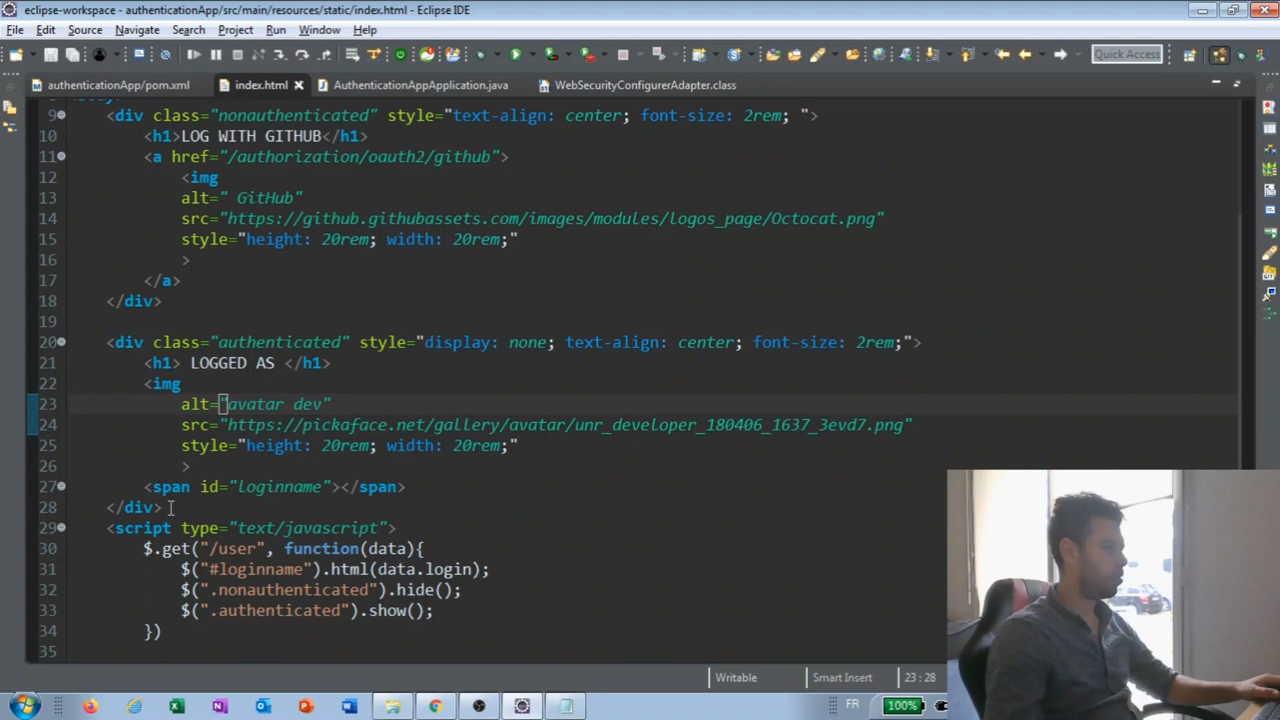 eclipse-workspace - authenticationApp/src/main/resources/static/index.html - Eclipse IDE
File Edit Source Navigate Search Project Run Window Help
Quick Access
authenticationApp/pom.xml index.html AuthenticationAppApplication.java WebSecurityConfigurerAdapter.class
9 <div class="nonauthenticated" style="text-align: center; font-size: 2rem; ">
10 <h1>LOG WITH GITHUB</h1>
11 <a href="/authorization/oauth2/github">
12 <img
13 alt=" GitHub"
14 src="https://github.githubassets.com/images/modules/logos_page/Octocat.png"
15 style="height: 20rem; width: 20rem;"
16 >
17 </a>
18 </div>
19
20 <div class="authenticated" style="display: none; text-align: center; font-size: 2rem;">
21 <h1> LOGGED AS </h1>
22 <img
23 alt="avatar dev"
24 src="https://pickaface.net/gallery/avatar/unr_developer_180406_1637_3evd7.png"
25 style="height: 20rem; width: 20rem;"
26 >
27 <span id="loginname"></span>
28 </div>
29 <script type="text/javascript">
30 $.get("/user", function(data){
31 $("#loginname").html(data.login);
32 $(".nonauthenticated").hide();
33 $(".authenticated").show();
34 })
35
Writable Smart Insert 23 : 28
FR 100%